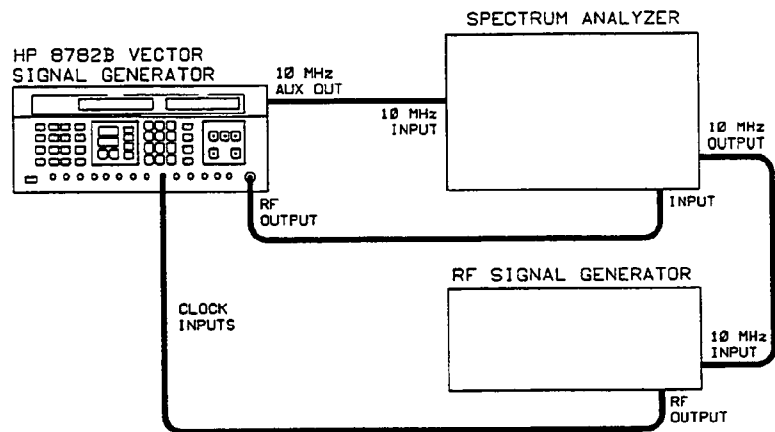 SPECTRUM ANALYZER
HP 8782B VECTOR
SIGNAL GENERATOR
10 MHz
AUX OUT
10 MHz
INPUT
10 MHz
OUTPUT
RF
OUTPUT
INPUT
RF SIGNAL GENERATOR
CLOCK
INPUTS
10 MHz
INPUT
RF
OUTPUT